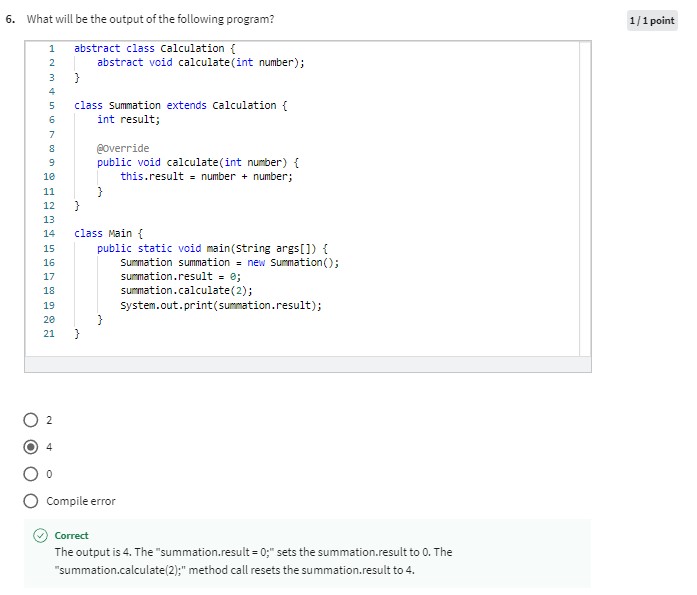 6. What will be the output of the following program?
1 / 1 point
1 abstract class Calculation {
2 abstract void calculate(int number);
3 }
4
5 class Summation extends Calculation {
6 int result;
7
8 @Override
9 public void calculate(int number) {
10 this.result = number + number;
11 }
12 }
13
14 class Main {
15 public static void main(String args[]) {
16 Summation summation = new Summation();
17 summation.result = 0;
18 summation.calculate(2);
19 System.out.print(summation.result);
20 }
21 }
2
4
0
Compile error
Correct
The output is 4. The "summation.result = 0;" sets the summation.result to 0. The
"summation.calculate(2);" method call resets the summation.result to 4.